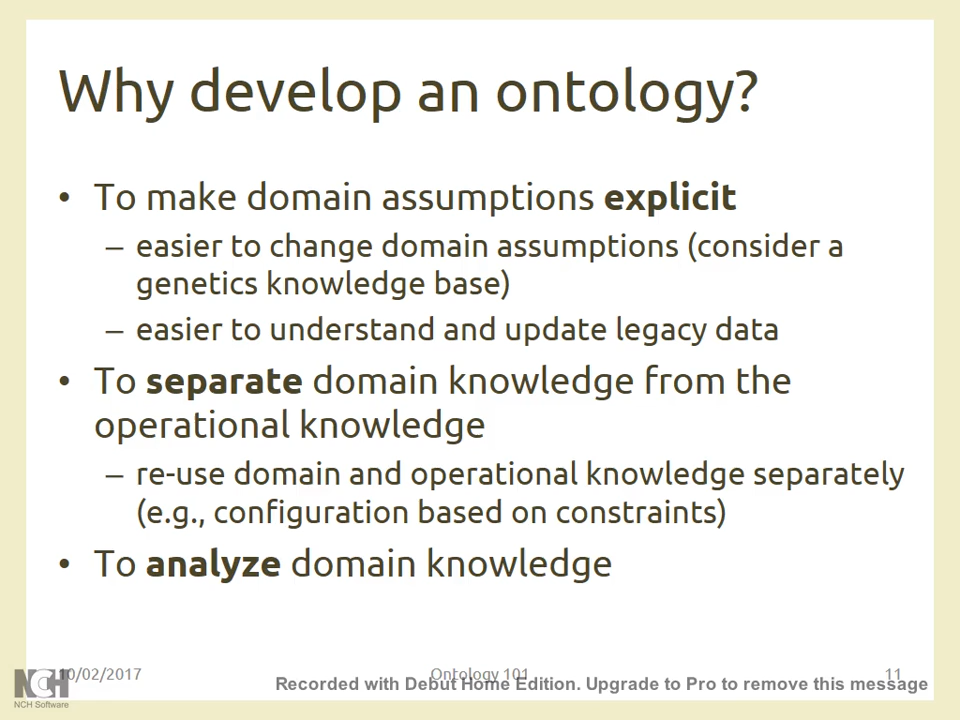 Why develop an ontology?
• To make domain assumptions explicit
– easier to change domain assumptions (consider a
genetics knowledge base)
– easier to understand and update legacy data
• To separate domain knowledge from the
operational knowledge
– re-use domain and operational knowledge separately
(e.g., configuration based on constraints)
• To analyze domain knowledge
10/02/2017
Ontology 101
11
Recorded with Debut Home Edition. Upgrade to Pro to remove this message
NCH
NCH Software